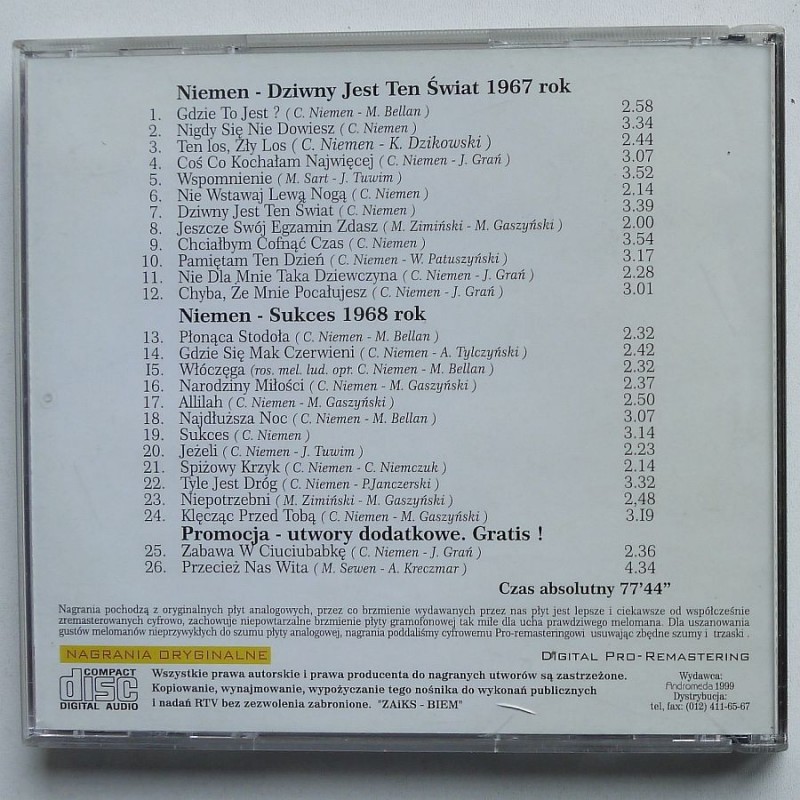 Niemen - Dziwny Jest Ten Świat 1967 rok
1. Gdzie To Jest ? ( C. Niemen - M. Bellan ) 2.58
2. Nigdy Się Nie Dowiesz ( C. Niemen ) 3.34
3. Ten los, Zły Los ( C. Niemen - K. Dzikowski ) 2.44
4. Coś Co Kochałam Najwięcej ( C. Niemen - J. Grań ) 3.07
5. Wspomnienie ( M. Sart - J. Tuwim ) 3.52
6. Nie Wstawaj Lewą Nogą ( C. Niemen ) 2.14
7. Dziwny Jest Ten Świat ( C. Niemen ) 3.39
8. Jeszcze Swój Egzamin Zdasz ( M. Zimiński - M. Gaszyński ) 2.00
9. Chciałbym Cofnąć Czas ( C. Niemen ) 3.54
10. Pamiętam Ten Dzień ( C. Niemen - W. Patuszyński ) 3.17
11. Nie Dla Mnie Taka Dziewczyna ( C. Niemen - J. Grań ) 2.28
12. Chyba, Że Mnie Pocałujesz ( C. Niemen - J. Grań ) 3.01
Niemen - Sukces 1968 rok
13. Płonąca Stodoła ( C. Niemen - M. Bellan ) 2.32
14. Gdzie Się Mak Czerwieni ( C. Niemen - A. Tylczyński ) 2.42
15. Włóczęga (ros. mel. lud. opr. C. Niemen - M. Bellan ) 2.32
16. Narodziny Miłości ( C. Niemen - M. Gaszyński ) 2.37
17. Allilah ( C. Niemen - M. Gaszyński ) 2.50
18. Najdłuższa Noc ( C. Niemen - M. Bellan ) 3.07
19. Sukces ( C. Niemen ) 3.14
20. Jeżeli ( C. Niemen - J. Tuwim ) 2.23
21. Spiżowy Krzyk ( C. Niemen - C. Niemczuk ) 2.14
22. Tyle Jest Dróg ( C. Niemen - P.Janczerski ) 3.32
23. Niepotrzebni ( M. Zimiński - M. Gaszyński ) 2,48
24. Klęcząc Przed Tobą ( C. Niemen - M. Gaszyński ) 3.19
Promocja - utwory dodatkowe. Gratis !
25. Zabawa W Ciuciubabkę ( C. Niemen - J. Grań ) 2.36
26. Przecież Nas Wita ( M. Sewen - A. Kreczmar ) 4.34
Czas absolutny 77'44"
Nagrania pochodzą z oryginalnych płyt analogowych, przez co brzmienie wydawanych przez nas płyt jest lepsze i ciekawsze od współcześnie
zremasterowanych cyfrowo, zachowuje niepowtarzalne brzmienie płyty gramofonowej tak miłe dla ucha prawdziwego melomana. Dla uszanowania
gustów melomanów nieprzywykłych do szumu płyty analogowej, nagrania poddaliśmy cyfrowemu Pro-remasteringowi usuwając zbędne szumy i trzaski .
NAGRANIA ORYGINALNE DIGITAL PRO-REMASTERING
COMPACT
disc
DIGITAL AUDIO
Wszystkie prawa autorskie i prawa producenta do nagranych utworów są zastrzeżone.
Kopiowanie, wynajmowanie, wypożyczanie tego nośnika do wykonań publicznych
i nadań RTV bez zezwolenia zabronione. "ZAiKS - BIEM"
Wydawca:
Andromeda 1999
Dystrybucja:
tel, fax: (012) 411-65-67